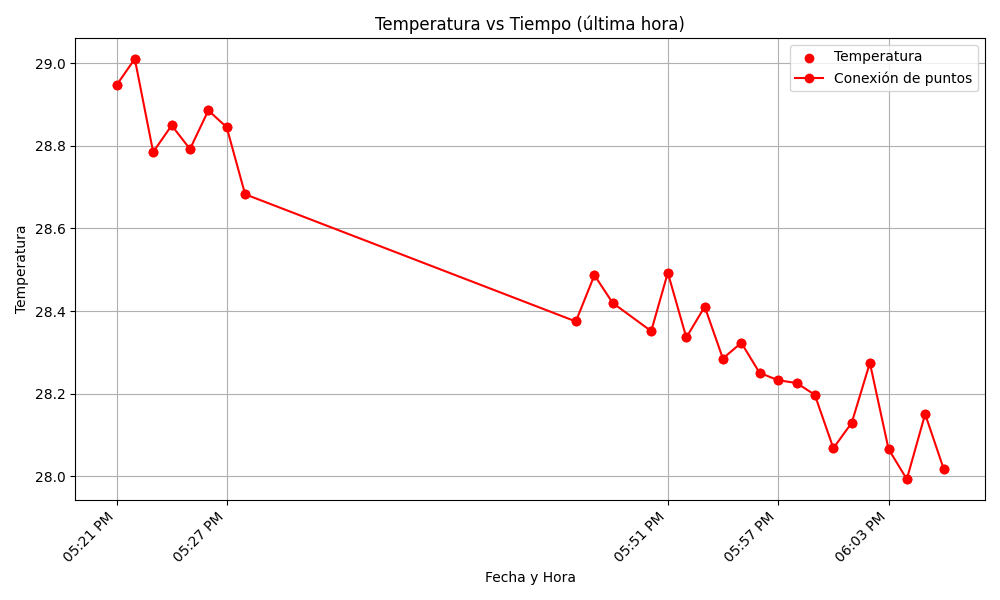 Temperatura vs Tiempo (última hora)
Temperatura
Conexión de puntos
Temperatura
29.0
28.8
28.6
28.4
28.2
28.0
05:21 PM
05:27 PM
05:51 PM
05:57 PM
06:03 PM
Fecha y Hora